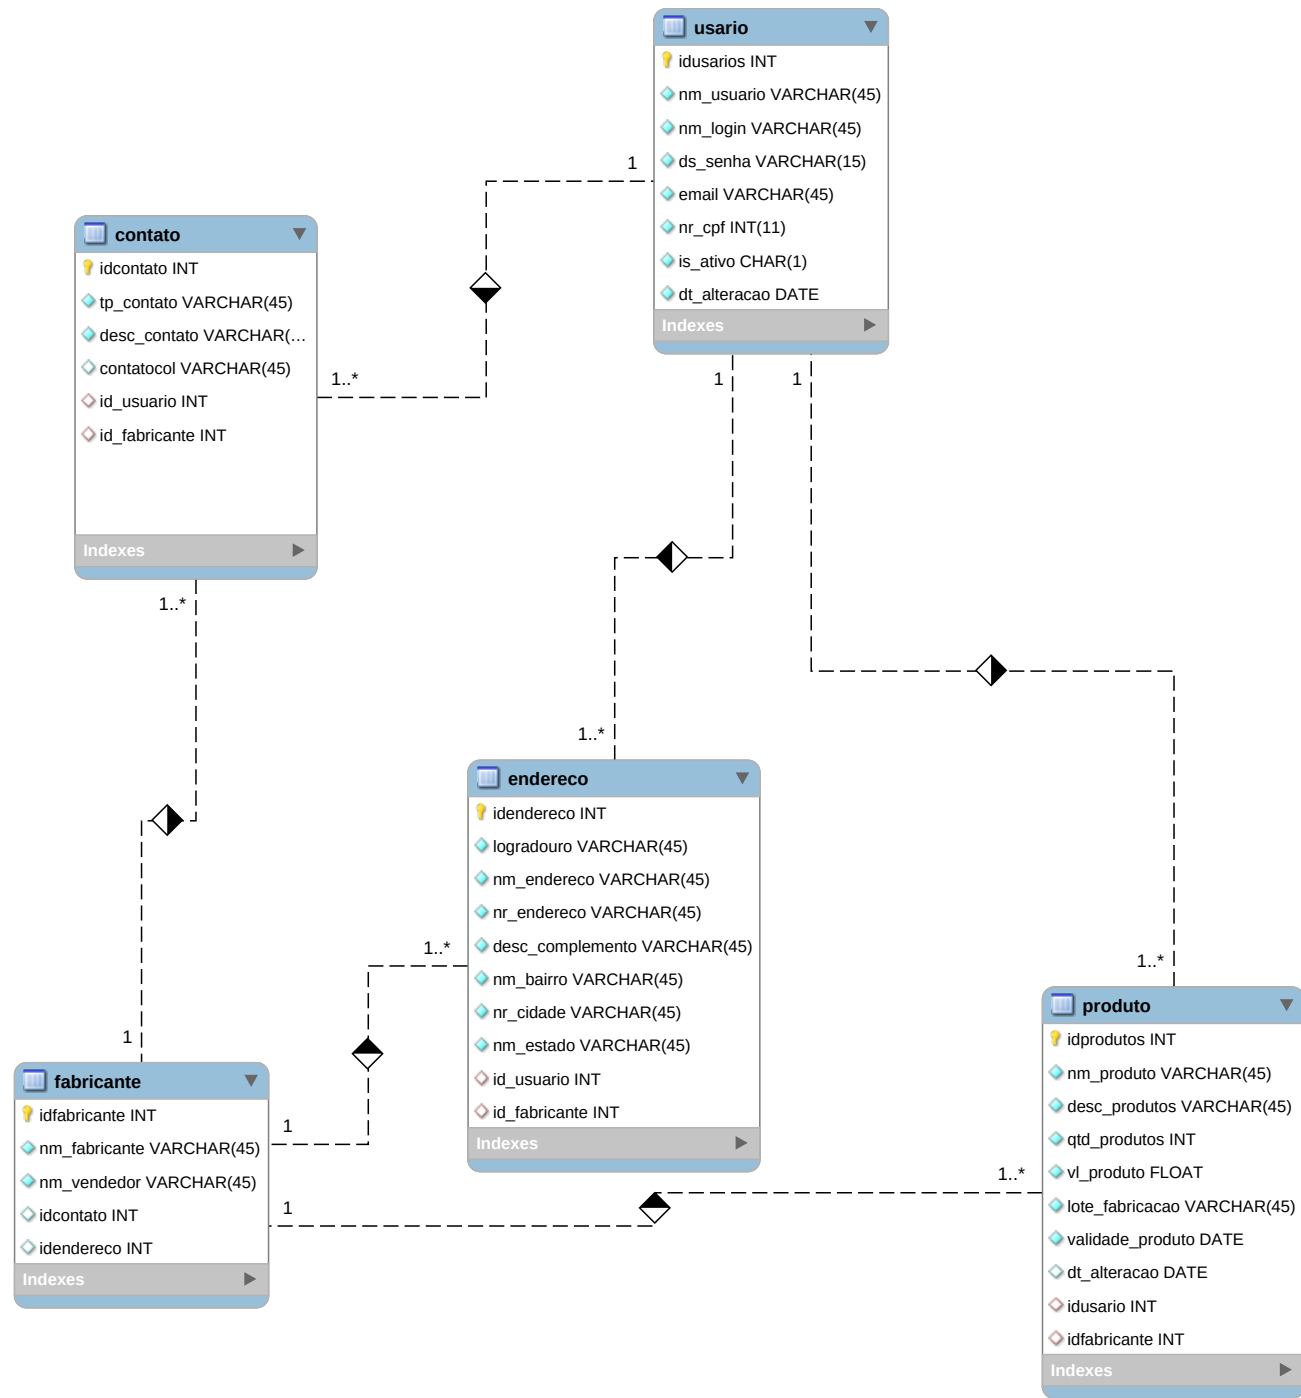 usario
idusarios INT
nm_usuario VARCHAR(45)
nm_login VARCHAR(45)
ds_senha VARCHAR(15)
email VARCHAR(45)
nr_cpf INT(11)
is_ativo CHAR(1)
dt_alteracao DATE
Indexes
1
1
1
contato
idcontato INT
tp_contato VARCHAR(45)
desc_contato VARCHAR(...
contatocol VARCHAR(45)
id_usuario INT
id_fabricante INT
Indexes
1..*
1..*
1..*
endereco
idendereco INT
logradouro VARCHAR(45)
nm_endereco VARCHAR(45)
nr_endereco VARCHAR(45)
desc_complemento VARCHAR(45)
nm_bairro VARCHAR(45)
nr_cidade VARCHAR(45)
nm_estado VARCHAR(45)
id_usuario INT
id_fabricante INT
Indexes
1..*
1
fabricante
idfabricante INT
nm_fabricante VARCHAR(45)
nm_vendedor VARCHAR(45)
idcontato INT
idendereco INT
Indexes
1
1
1..*
1..*
produto
idprodutos INT
nm_produto VARCHAR(45)
desc_produtos VARCHAR(45)
qtd_produtos INT
vl_produto FLOAT
lote_fabricacao VARCHAR(45)
validade_produto DATE
dt_alteracao DATE
idusario INT
idfabricante INT
Indexes